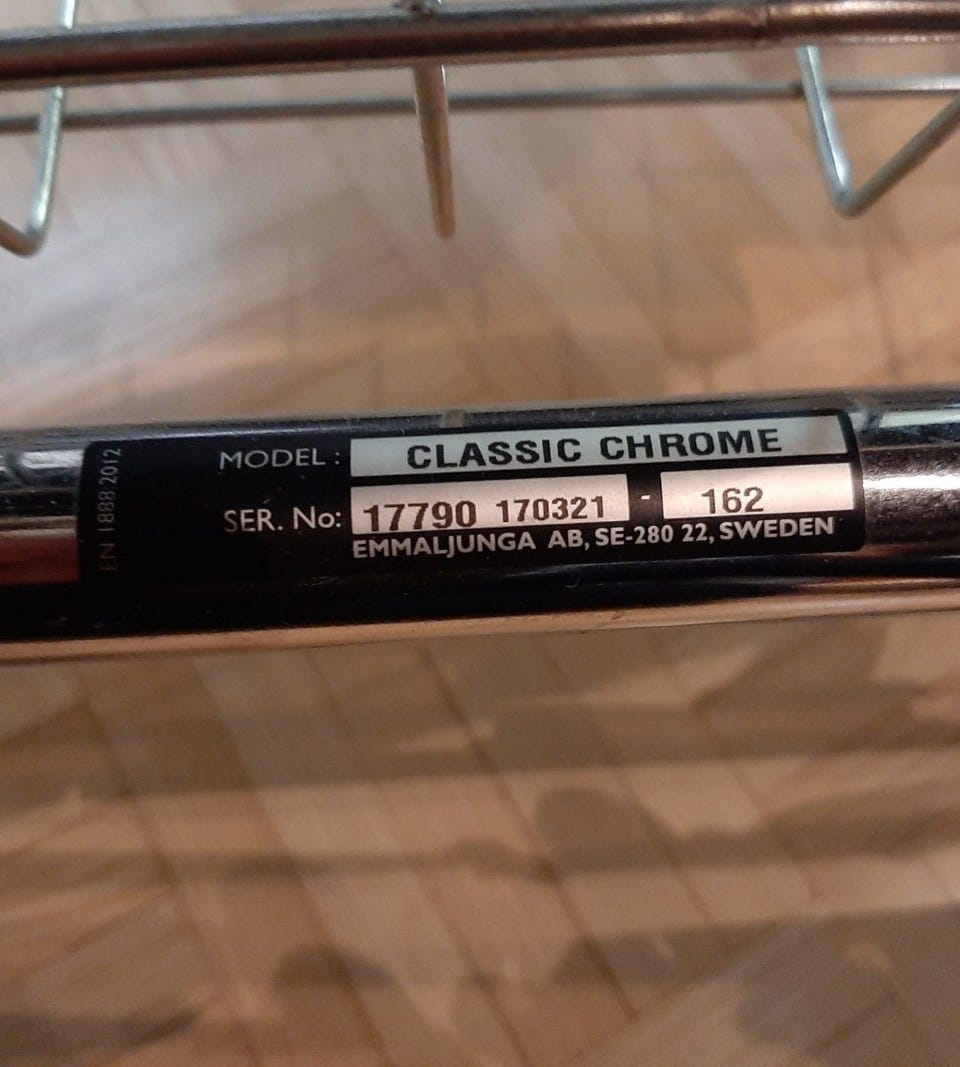 EN 1888:2012
MODEL : CLASSIC CHROME
SER. No: 17790 170321 - 162
EMMALJUNGA AB, SE-280 22, SWEDEN